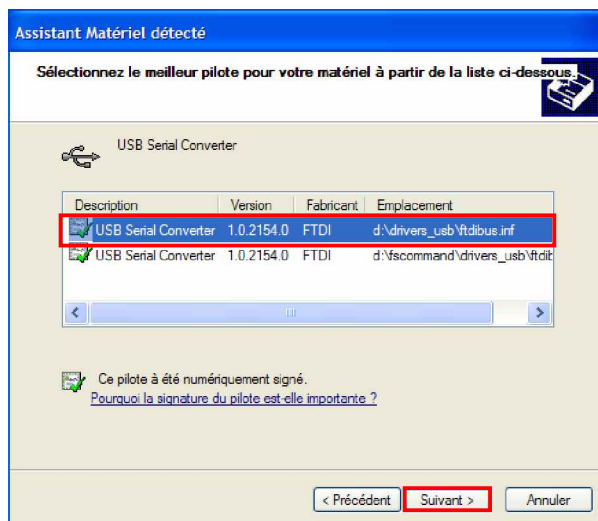 Assistant Matériel détecté
Sélectionnez le meilleur pilote pour votre matériel à partir de la liste ci-dessous.
USB Serial Converter
Description Version Fabricant Emplacement
USB Serial Converter 1.0.2154.0 FTDI d:\drivers_usb\ftdibus.inf
USB Serial Converter 1.0.2154.0 FTDI d:\fscommand\drivers_usb\ftdit
Ce pilote à été numériquement signé.
Pourquoi la signature du pilote est-elle importante ?
< Précédent Suivant > Annuler